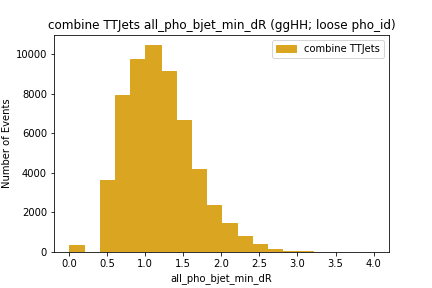 combine TTJets all_pho_bjet_min_dR (ggHH; loose pho_id)
combine TTJets
Number of Events
10000
8000
6000
4000
2000
0
0.0 0.5 1.0 1.5 2.0 2.5 3.0 3.5 4.0
all_pho_bjet_min_dR